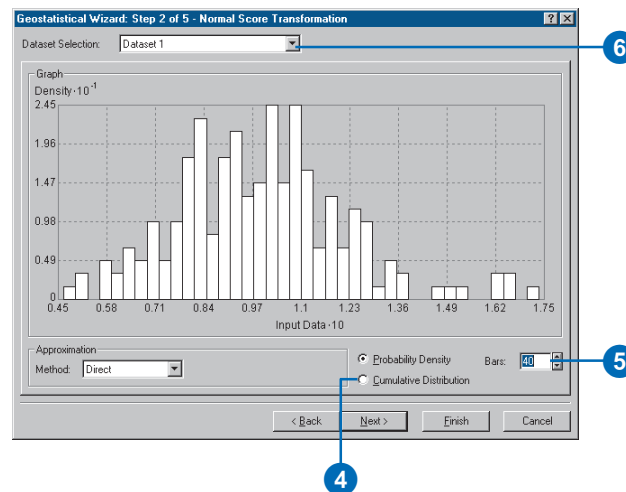 Geostatistical Wizard: Step 2 of 5 - Normal Score Transformation
Dataset Selection: Dataset 1
6
Graph
Density·10⁻¹
2.45
1.96
1.47
0.98
0.49
0
0.45 0.58 0.71 0.84 0.97 1.1 1.23 1.36 1.49 1.62 1.75
Input Data·10
Approximation
Method: Direct
Probability Density
Bars: 40
5
Cumulative Distribution
< Back Next > Finish Cancel
4